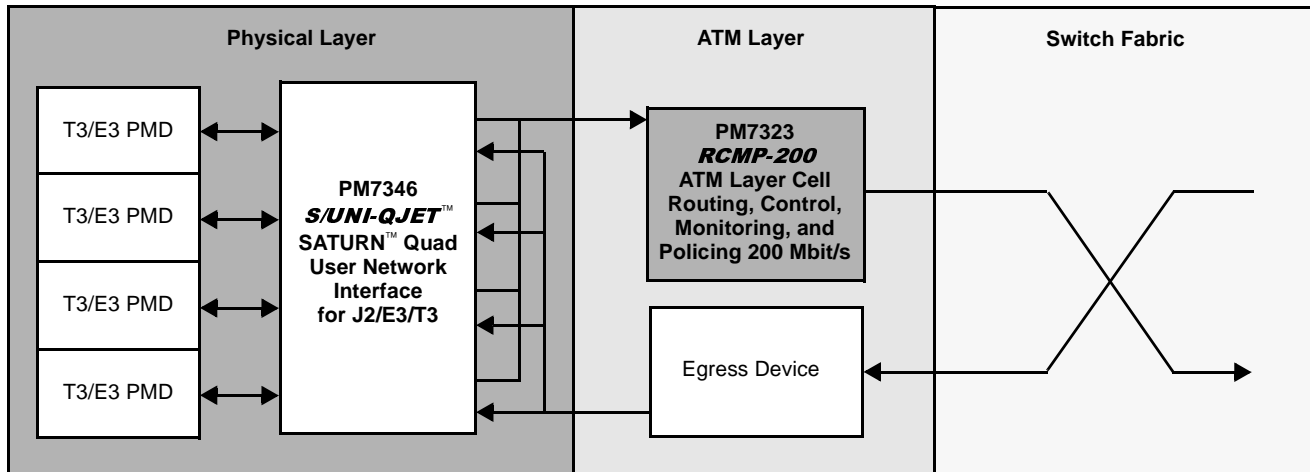 Physical Layer
ATM Layer
Switch Fabric
T3/E3 PMD
T3/E3 PMD
T3/E3 PMD
T3/E3 PMD
PM7346
S/UNI-QJET™
SATURN™ Quad
User Network
Interface
for J2/E3/T3
PM7323
RCMP-200
ATM Layer Cell
Routing, Control,
Monitoring, and
Policing 200 Mbit/s
Egress Device